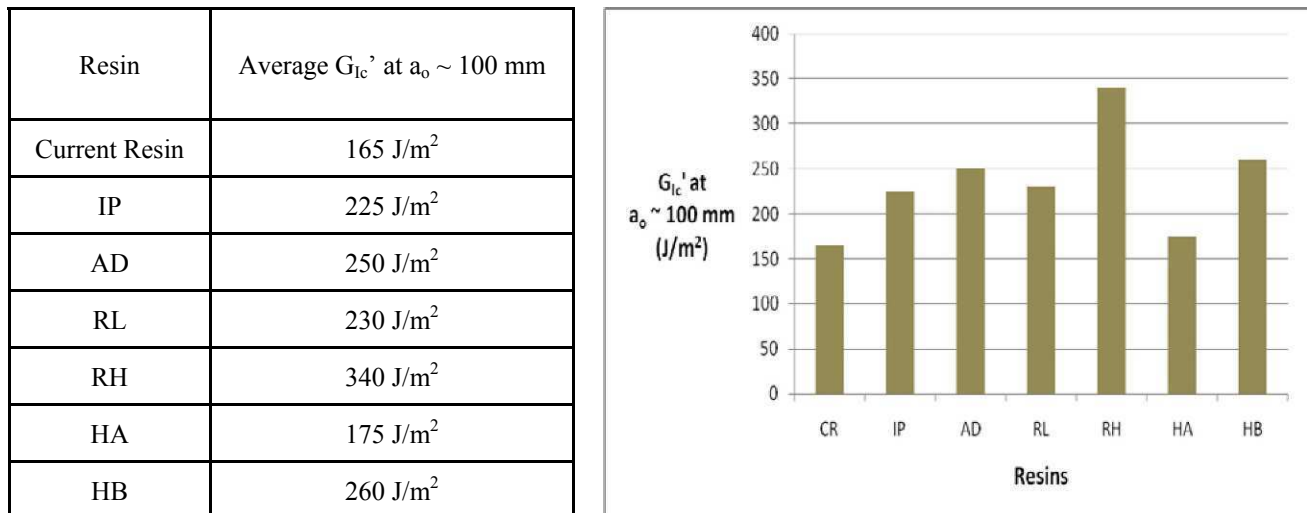 Resin Average G_Ic’ at a_o ~ 100 mm
Current Resin 165 J/m²
IP 225 J/m²
AD 250 J/m²
RL 230 J/m²
RH 340 J/m²
HA 175 J/m²
HB 260 J/m²
G_Ic' at
a_o ~ 100 mm
(J/m²)
400
350
300
250
200
150
100
50
0
CR IP AD RL RH HA HB
Resins